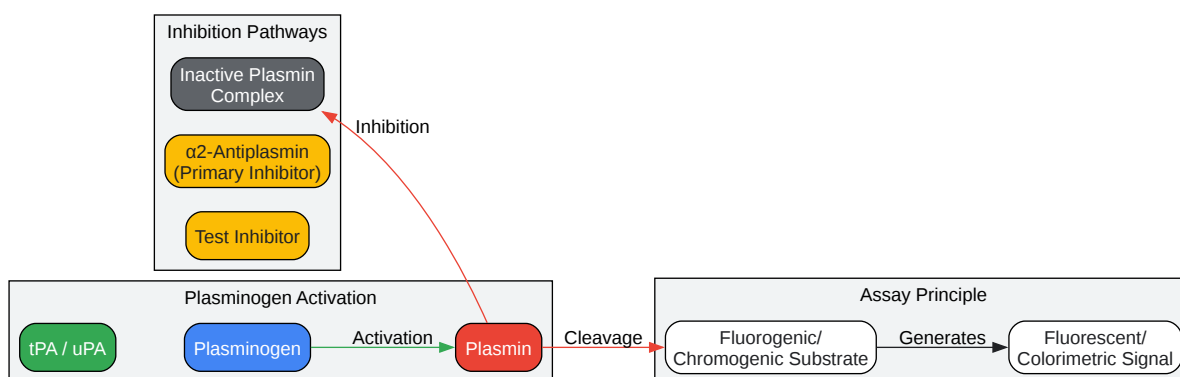 Inhibition Pathways
Inactive Plasmin
Complex
Inhibition
α2-Antiplasmin
(Primary Inhibitor)
Test Inhibitor
Plasminogen Activation
tPA / uPA
Plasminogen
Activation
Plasmin
Cleavage
Assay Principle
Fluorogenic/
Chromogenic Substrate
Generates
Fluorescent/
Colorimetric Signal